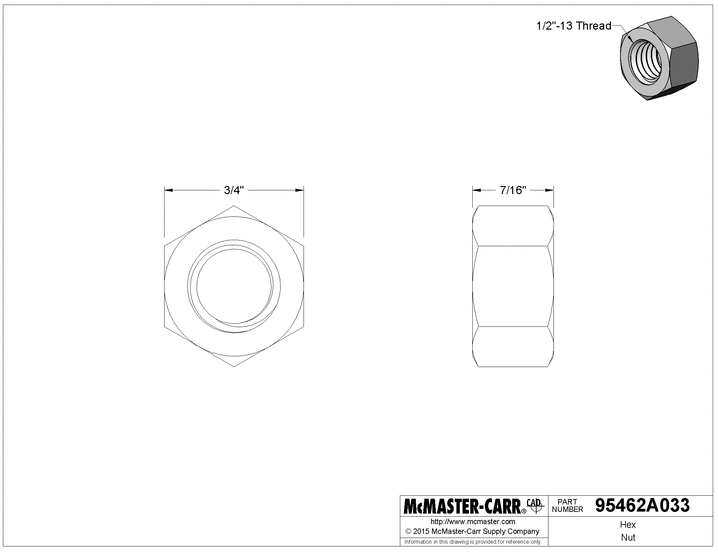 1/2"-13 Thread
3/4"
7/16"
McMASTER-CARR® CAD
PART NUMBER
95462A033
http://www.mcmaster.com
© 2015 McMaster-Carr Supply Company
Information in this drawing is provided for reference only.
Hex
Nut